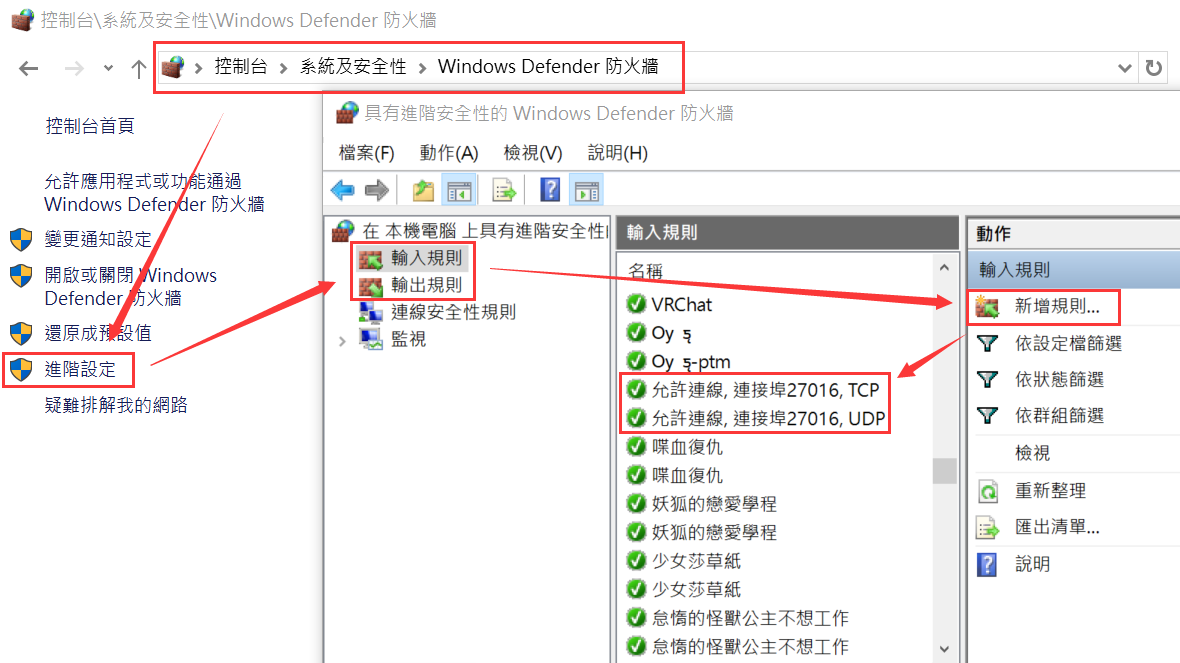 控制台\系統及安全性\Windows Defender 防火牆
控制台 系統及安全性 Windows Defender 防火牆
控制台首頁
允許應用程式或功能通過
Windows Defender 防火牆
變更通知設定
開啟或關閉 Windows
Defender 防火牆
還原成預設值
進階設定
疑難排解我的網路
具有進階安全性的 Windows Defender 防火牆
檔案(F) 動作(A) 檢視(V) 說明(H)
在 本機電腦 上具有進階安全性
輸入規則
輸出規則
連線安全性規則
監視
輸入規則
名稱
VRChat
Oy
Oy -ptm
允許連線, 連接埠27016, TCP
允許連線, 連接埠27016, UDP
喋血復仇
喋血復仇
妖狐的戀愛學程
妖狐的戀愛學程
少女莎草紙
少女莎草紙
怠惰的怪獸公主不想工作
怠惰的怪獸公主不想工作
動作
輸入規則
新增規則...
依設定檔篩選
依狀態篩選
依群組篩選
檢視
重新整理
匯出清單...
說明